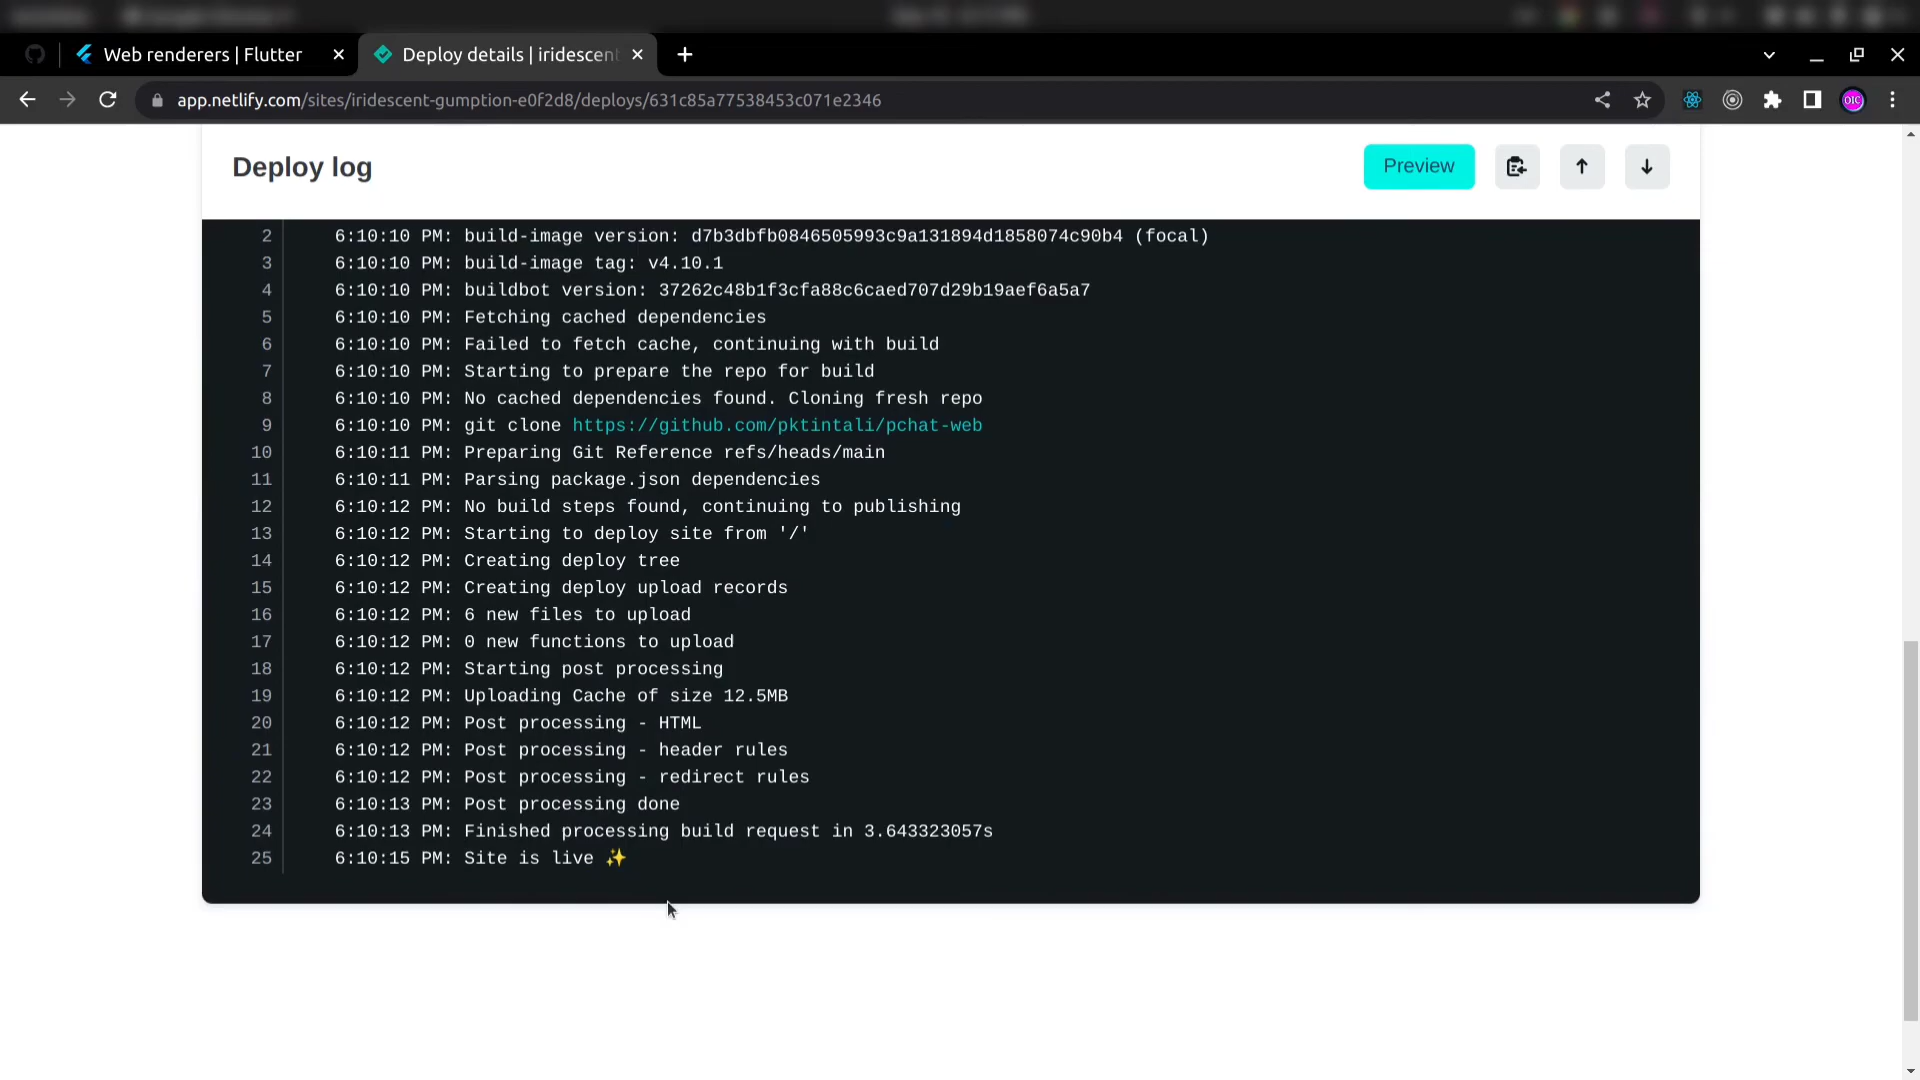 Web renderers | Flutter
Deploy details | iridescent
app.netlify.com/sites/iridescent-gumption-e0f2d8/deploys/631c85a77538453c071e2346
OIC
Deploy log
Preview
2 6:10:10 PM: build-image version: d7b3dbfb0846505993c9a131894d1858074c90b4 (focal)
3 6:10:10 PM: build-image tag: v4.10.1
4 6:10:10 PM: buildbot version: 37262c48b1f3cfa88c6caed707d29b19aef6a5a7
5 6:10:10 PM: Fetching cached dependencies
6 6:10:10 PM: Failed to fetch cache, continuing with build
7 6:10:10 PM: Starting to prepare the repo for build
8 6:10:10 PM: No cached dependencies found. Cloning fresh repo
9 6:10:10 PM: git clone https://github.com/pktintali/pchat-web
10 6:10:11 PM: Preparing Git Reference refs/heads/main
11 6:10:11 PM: Parsing package.json dependencies
12 6:10:12 PM: No build steps found, continuing to publishing
13 6:10:12 PM: Starting to deploy site from '/'
14 6:10:12 PM: Creating deploy tree
15 6:10:12 PM: Creating deploy upload records
16 6:10:12 PM: 6 new files to upload
17 6:10:12 PM: 0 new functions to upload
18 6:10:12 PM: Starting post processing
19 6:10:12 PM: Uploading Cache of size 12.5MB
20 6:10:12 PM: Post processing - HTML
21 6:10:12 PM: Post processing - header rules
22 6:10:12 PM: Post processing - redirect rules
23 6:10:13 PM: Post processing done
24 6:10:13 PM: Finished processing build request in 3.643323057s
25 6:10:15 PM: Site is live ✨